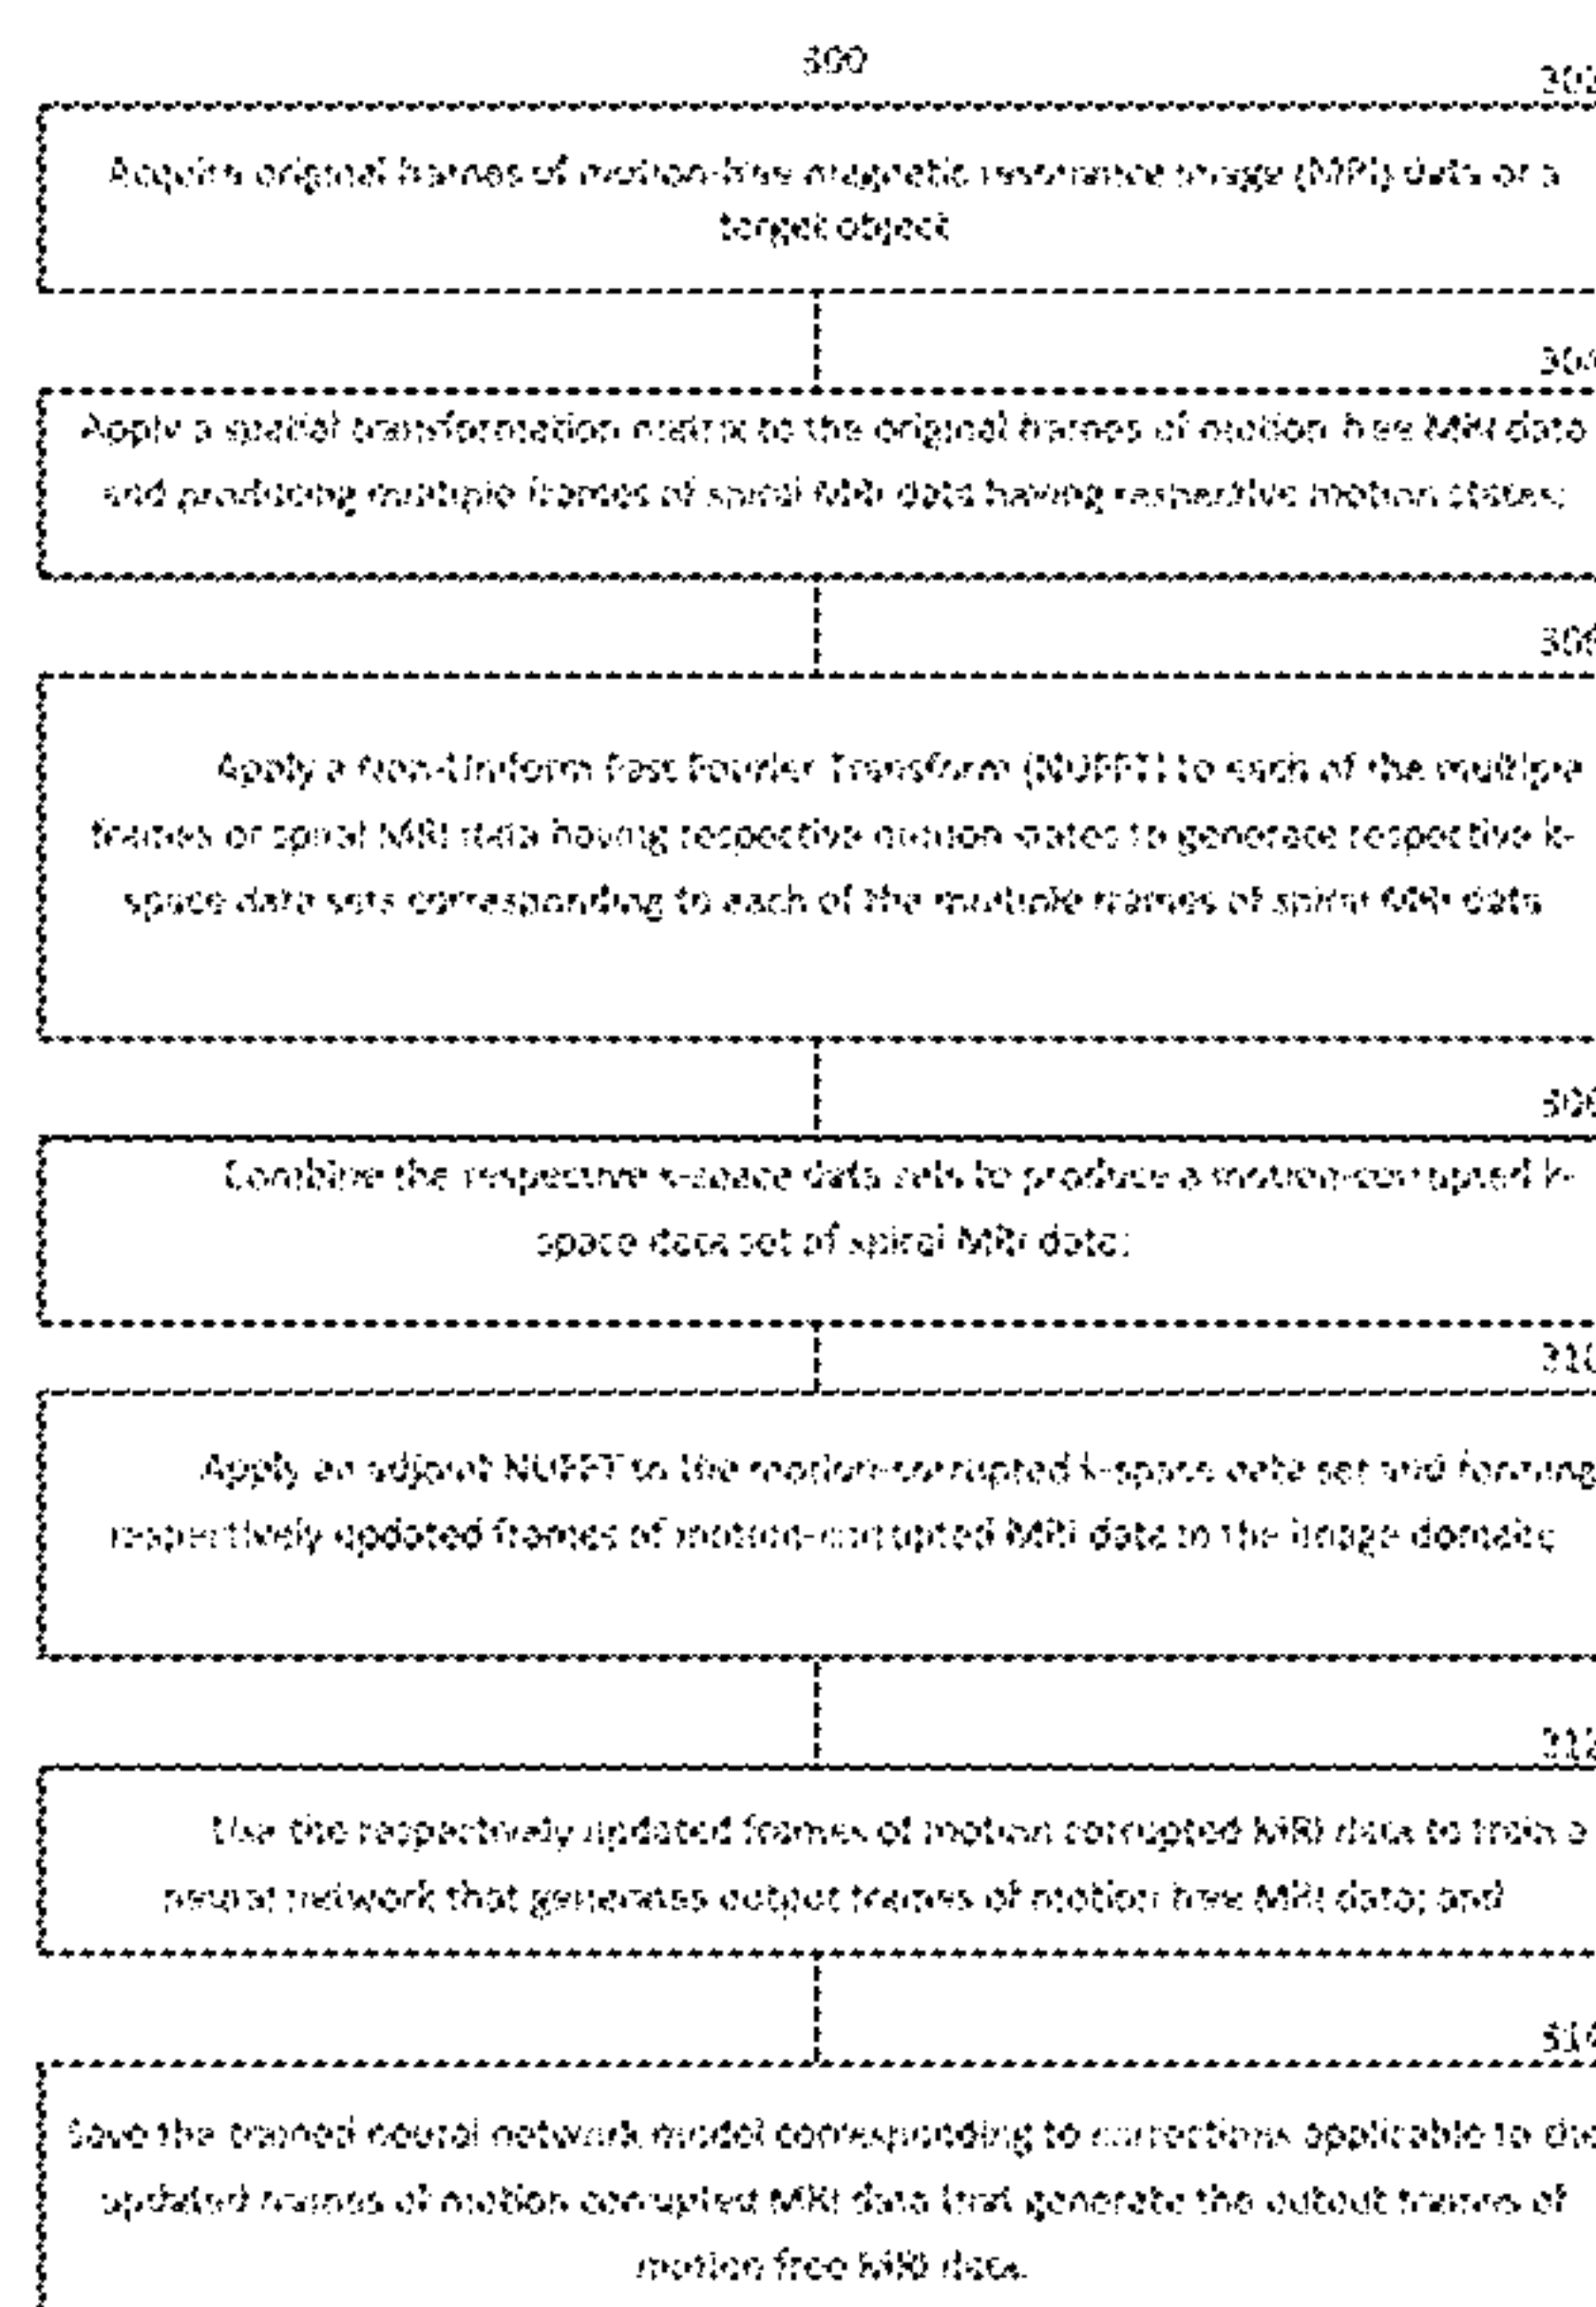 300
Acquire original frames of motion-free magnetic resonance image (MRI) data of a
target object
Apply a spatial transformation matrix to the original frames of motion free MRI data
and producing multiple frames of spiral MRI data having respective motion states;
Apply a Non-Uniform Fast Fourier Transform (NUFFT) to each of the multiple
frames of spiral MRI data having respective motion states to generate respective k-
space data sets corresponding to each of the multiple frames of spiral MRI data
Combine the respective k-space data sets to produce a motion-corrupted k-
space data set of spiral MRI data;
Apply an adjoint NUFFT to the motion-corrupted k-space data set and forming
respectively updated frames of motion-corrupted MRI data in the image domain;
Use the respectively updated frames of motion corrupted MRI data to train a
neural network that generates output frames of motion free MRI data; and
Save the trained neural network model corresponding to corrections applicable to the
updated frames of motion corrupted MRI data that generate the output frames of
motion free MRI data.